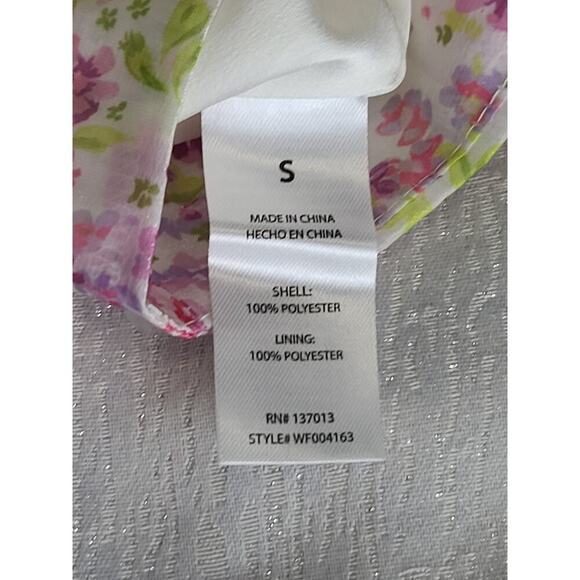 S
MADE IN CHINA
HECHO EN CHINA
SHELL:
100% POLYESTER
LINING:
100% POLYESTER
RN# 137013
STYLE# WF004163